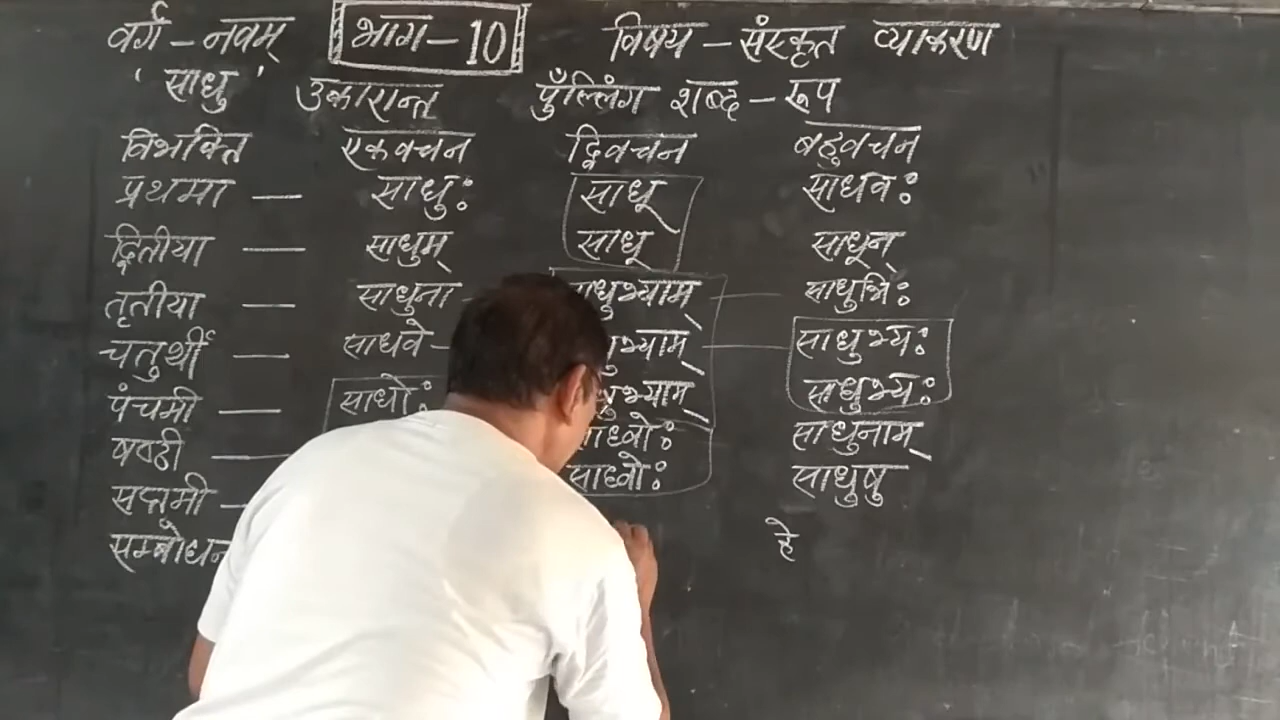 वर्ग – नवम् भाग – 10 विषय – संस्कृत व्याकरण
' साधु ' उकारान्त पुँल्लिंग शब्द – रूप
विभक्ति एकवचन द्विवचन बहुवचन
प्रथमा — साधुः साधू साधवः
द्वितीया — साधुम् साधू साधून्
तृतीया — साधुना साधुभ्याम् — साधुभिः
चतुर्थी — साधवे – भ्याम् — साधुभ्यः
पंचमी — साधोः भ्याम् साधुभ्यः
षष्ठी — साध्वोः साधुनाम्
सप्तमी – साध्वोः साधुषु
सम्बोधन हे